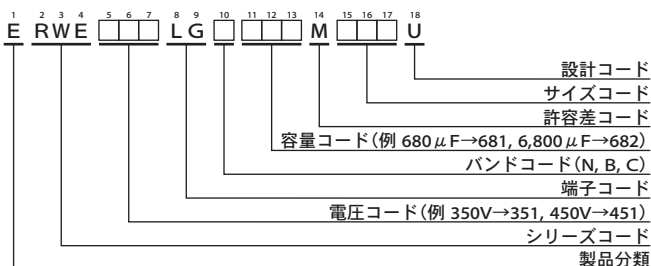 1 2 3 4 5 6 7 8 9 10 11 12 13 14 15 16 17 18
E RWE □□□ LG □ □□□ M □□□ U
設計コード
サイズコード
許容差コード
容量コード(例 680μF→681, 6,800μF→682)
バンドコード(N, B, C)
端子コード
電圧コード(例 350V→351, 450V→451)
シリーズコード
製品分類